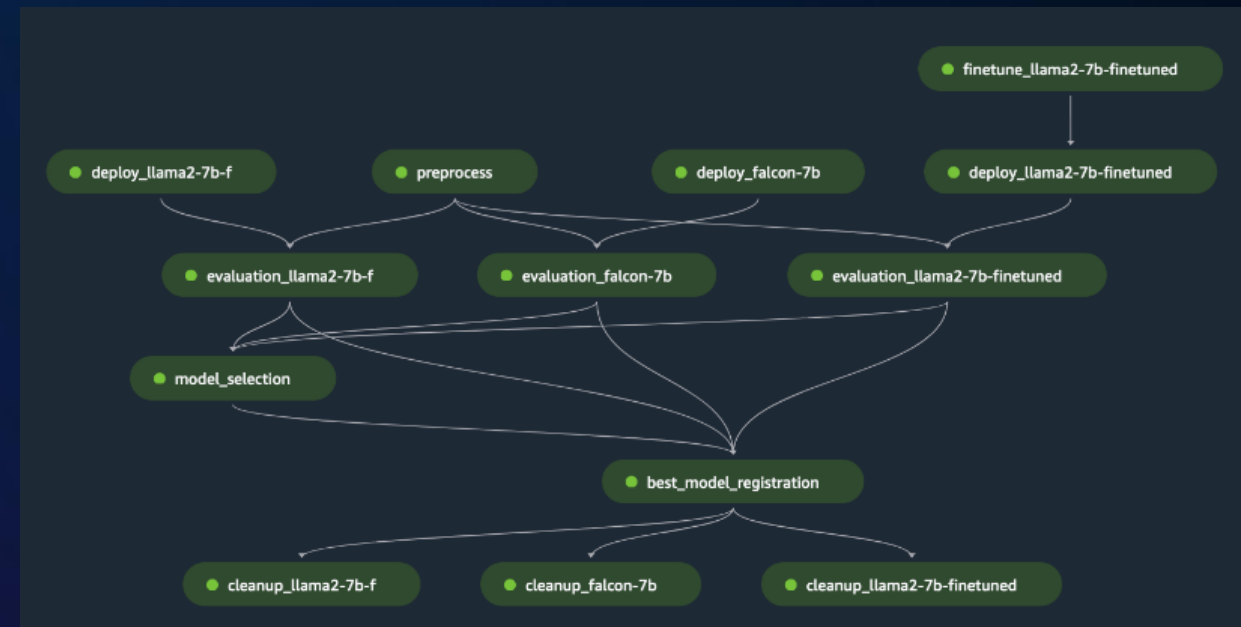 finetune_llama2-7b-finetuned
deploy_llama2-7b-f
preprocess
deploy_falcon-7b
deploy_llama2-7b-finetuned
evaluation_llama2-7b-f
evaluation_falcon-7b
evaluation_llama2-7b-finetuned
model_selection
best_model_registration
cleanup_llama2-7b-f
cleanup_falcon-7b
cleanup_llama2-7b-finetuned